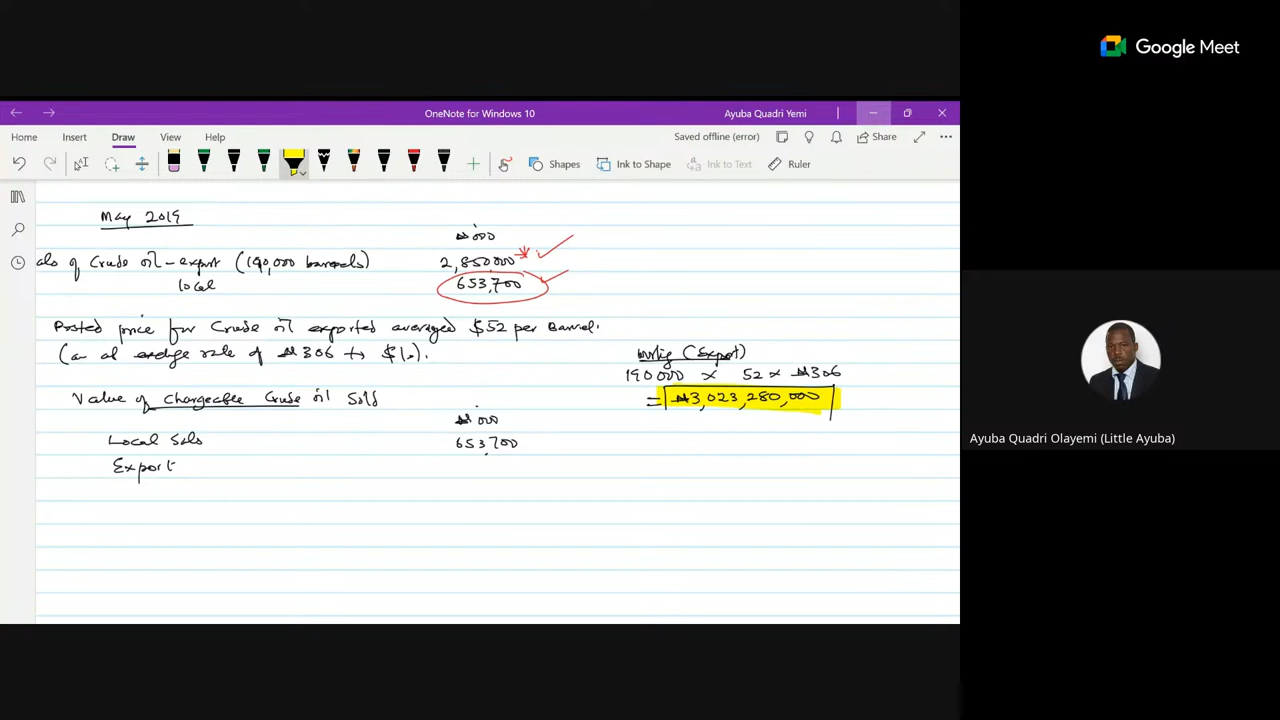 Google Meet
OneNote for Windows 10
Ayuba Quadri Yemi
Home Insert Draw View Help
Saved offline (error)
Share
Shapes
Ink to Shape
Ink to Text
Ruler
May 2019
₦'000
of Crude oil - export (190,000 barrels) 2,850,000 *
local 653,700
Posted price for Crude oil exported averaged $52 per Barrel.
(an at exchange rate of ₦306 to $1.).
(Export)
190000 × 52 × ₦306
= ₦3,023,280,000
Value of Chargeable Crude oil Sold
₦'000
Local Sales 653,700
Export
Ayuba Quadri Olayemi (Little Ayuba)